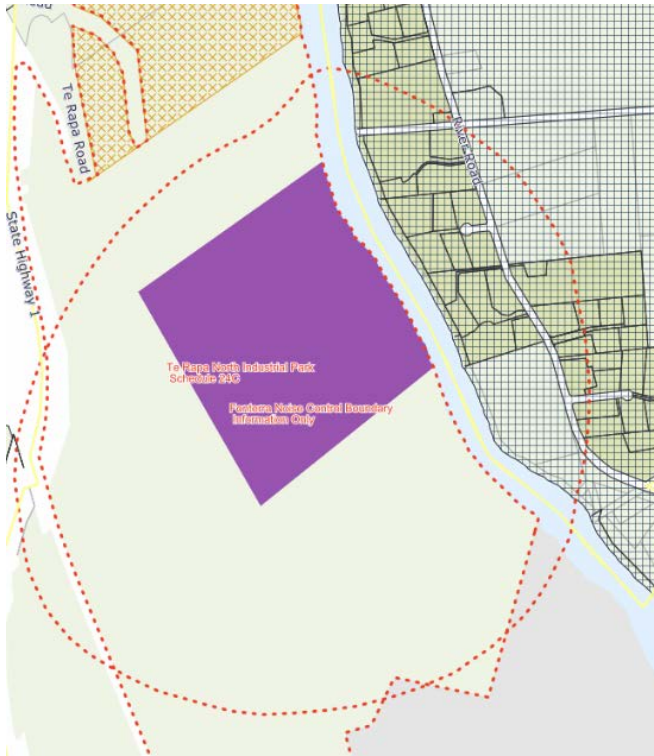 Te Rapa Road
River Road
State Highway 1
Te Rapa North Industrial Park
Schedule 24C
Fonterra Noise Control Boundary
Information Only